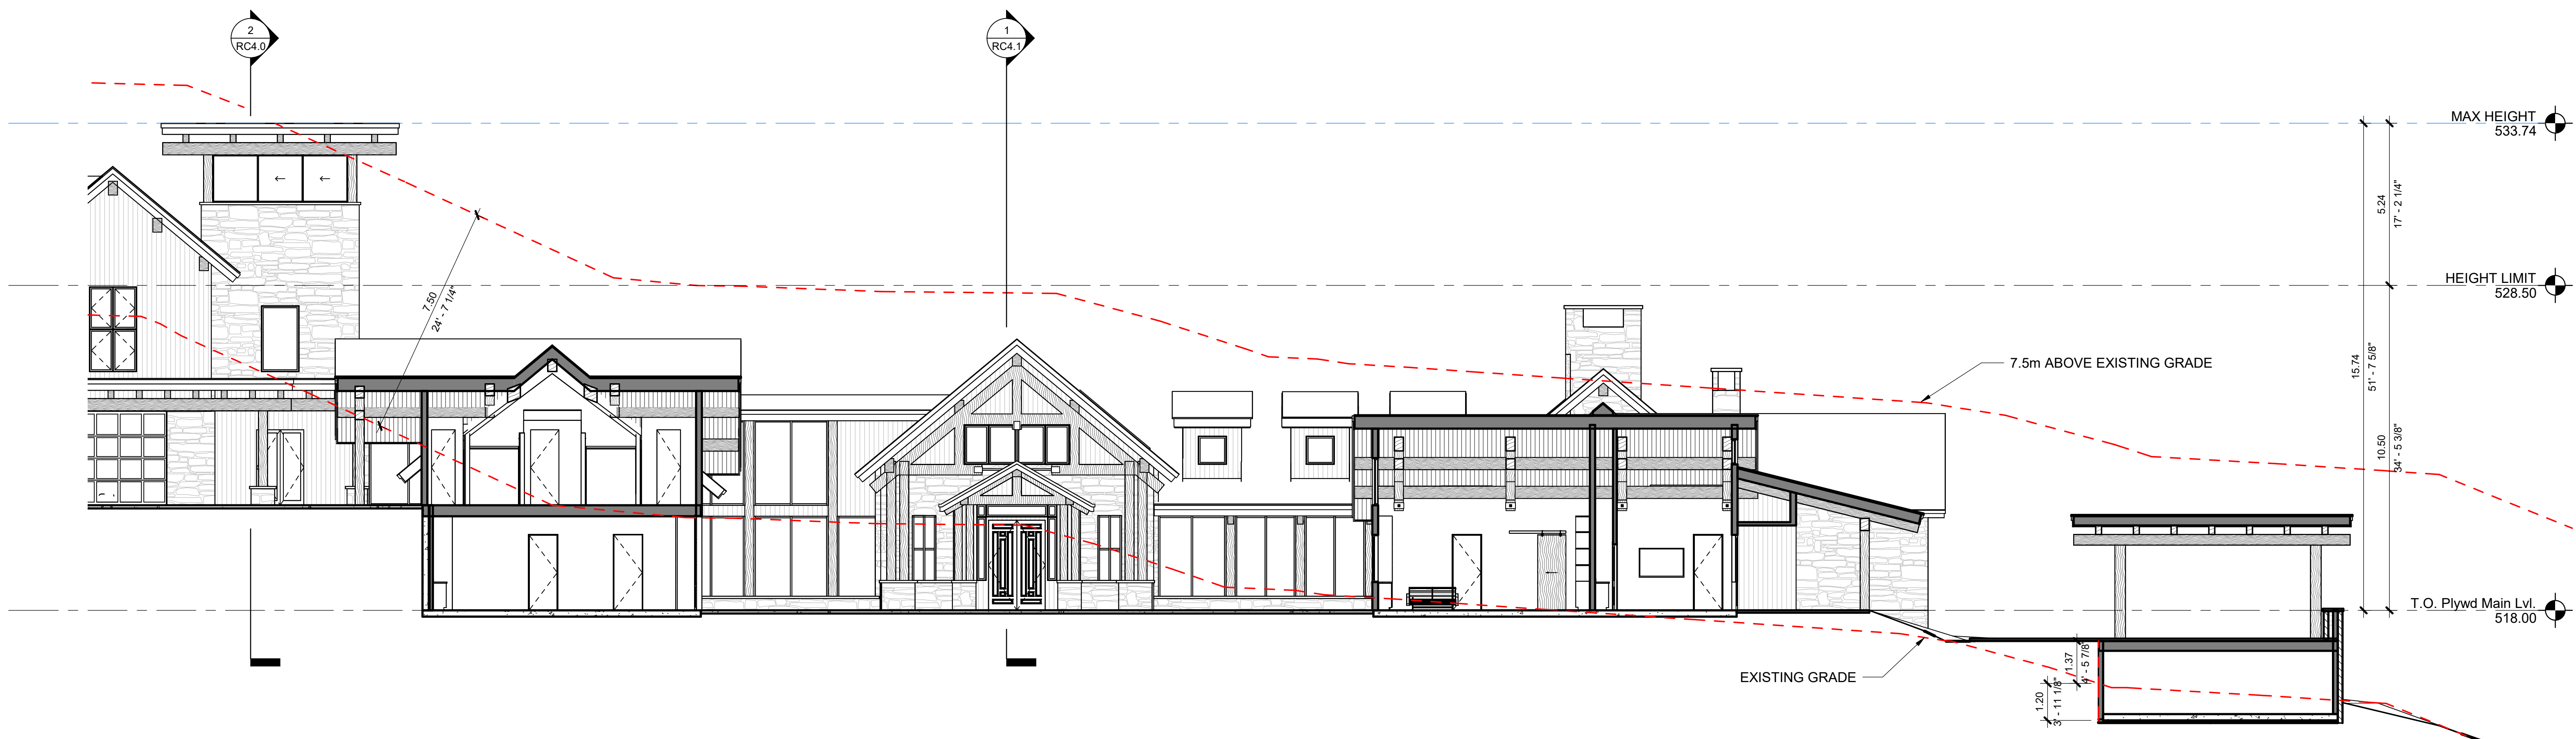 2
RC4.0
1
RC4.1
MAX HEIGHT
533.74
5.24
17' - 2 1/4"
HEIGHT LIMIT
528.50
7.50
24' - 7 1/4"
7.5m ABOVE EXISTING GRADE
15.74
51' - 7 5/8"
10.50
34' - 5 3/8"
T.O. Plywd Main Lvl.
518.00
EXISTING GRADE
1.37
4' - 5 7/8"
1.20
3' - 11 1/8"